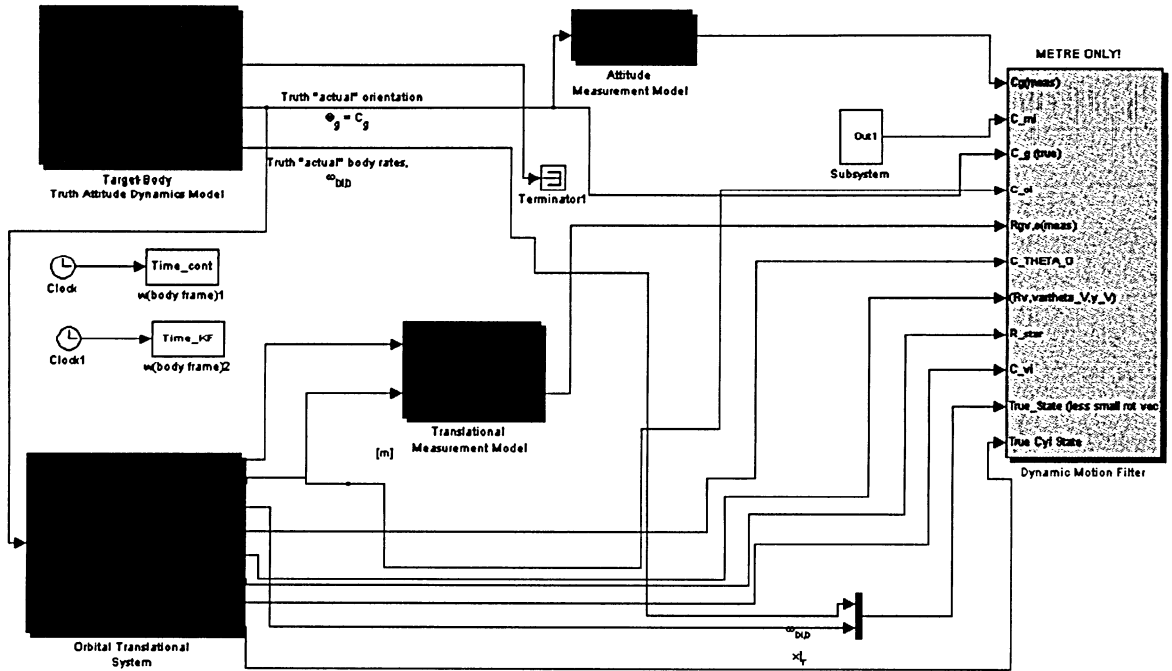 METRE ONLY!
Attitude
Measurement Model
Cg(meas)
Truth "actual" orientation
Θg = Cg
C_mi
Out1
Subsystem
C_g (true)
Truth "actual" body rates,
Target-Body
Truth Attitude Dynamics Model
Terminator1
C_oi
Rgv,o(meas)
Time_cont
Clock
w(body frame)1
C_THETA_O
(Rv,vartheta_V,y_V)
Time_KF
Clock1
w(body frame)2
R_star
C_vi
True_State (less small rot vec
Translational
Measurement Model
[m]
True Cyl State
Dynamic Motion Filter
Orbital Translational
System